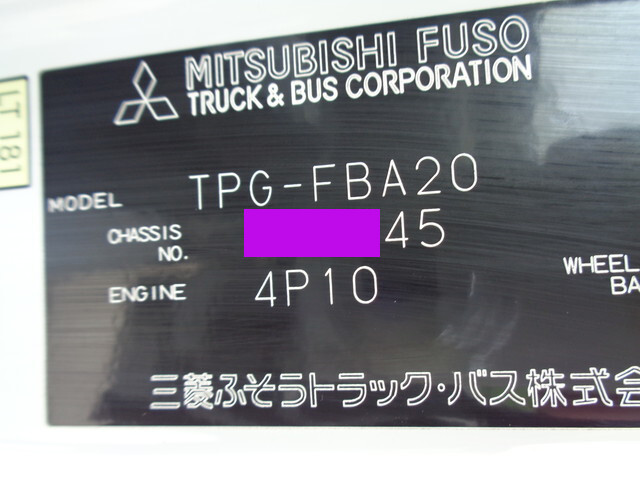 MITSUBISHI FUSO
TRUCK & BUS CORPORATION
LT181
MODEL TPG-FBA20
CHASSIS NO. 45
ENGINE 4P10
WHEEL
BA
三菱ふそうトラック・バス株式会